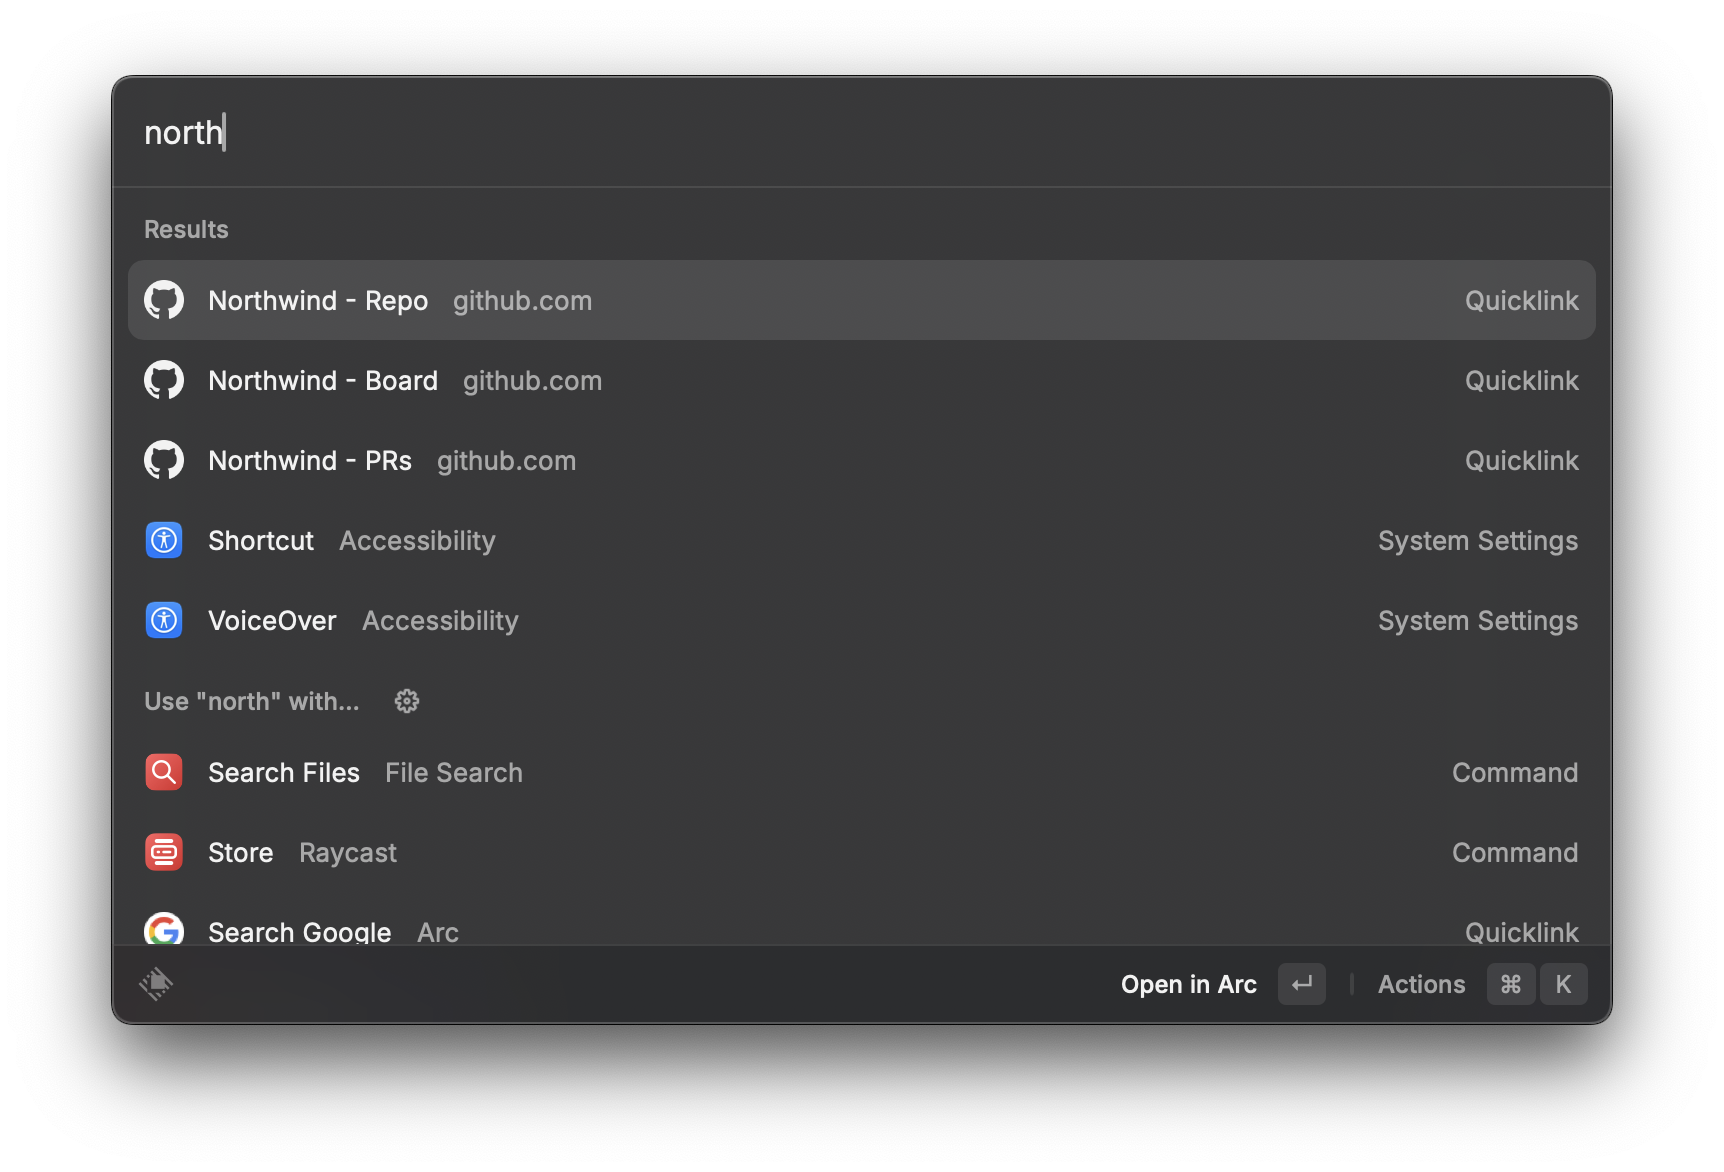 north
Results
Northwind - Repo github.com Quicklink
Northwind - Board github.com Quicklink
Northwind - PRs github.com Quicklink
Shortcut Accessibility System Settings
VoiceOver Accessibility System Settings
Use "north" with...
Search Files File Search Command
Store Raycast Command
Search Google Arc Quicklink
Open in Arc ↵ Actions ⌘ K